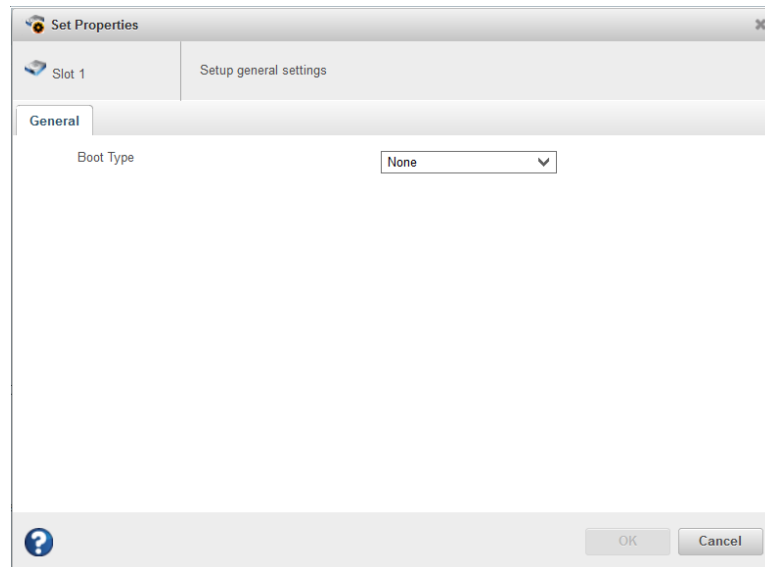 Set Properties
Slot 1
Setup general settings
General
Boot Type
None
OK
Cancel